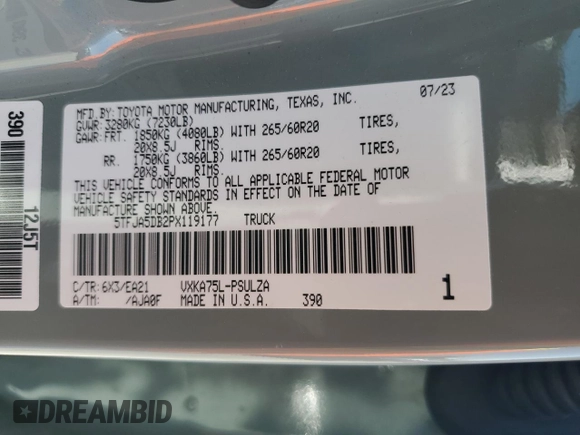 MFD.BY:TOYOTA MOTOR MANUFACTURING, TEXAS, INC. 07/23
GVWR: 3280KG (7230LB)
GAWR: FRT. 1850KG (4080LB) WITH 265/60R20 TIRES,
20X8.5J RIMS.
RR. 1750KG (3860LB) WITH 265/60R20 TIRES,
20X8.5J RIMS.
THIS VEHICLE CONFORMS TO ALL APPLICABLE FEDERAL MOTOR
VEHICLE SAFETY STANDARDS IN EFFECT ON THE DATE OF
MANUFACTURE SHOWN ABOVE.
5TFJA5DB2PX119177 TRUCK
C/TR:6X3/EA21 VXKA75L-PSULZA
A/TM: /AJA0F MADE IN U.S.A. 390 1
390 12J5T
DREAMBID